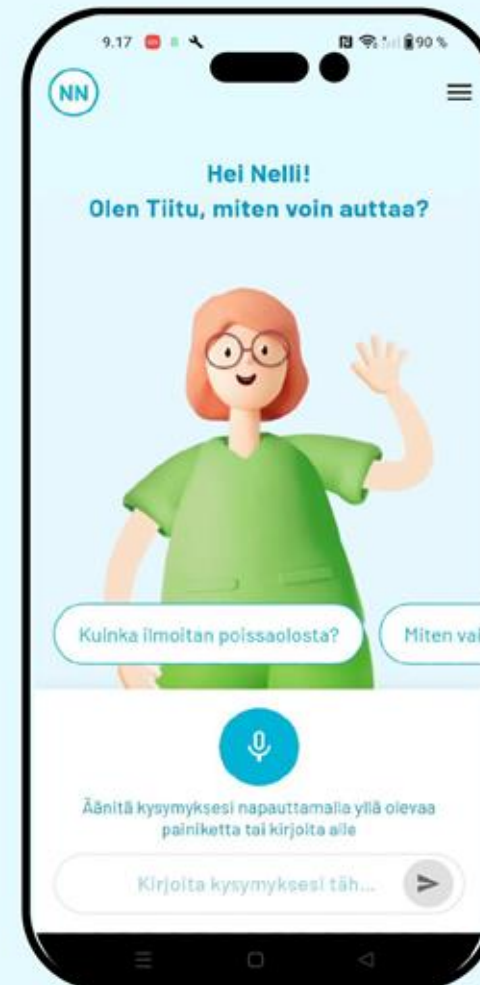 9.17
90 %
NN
Hei Nelli!
Olen Tiitu, miten voin auttaa?
Kuinka ilmoitan poissaolosta?
Miten vai
Äänitä kysymyksesi napauttamalla yllä olevaa
painiketta tai kirjoita alle
Kirjoita kysymyksesi täh...